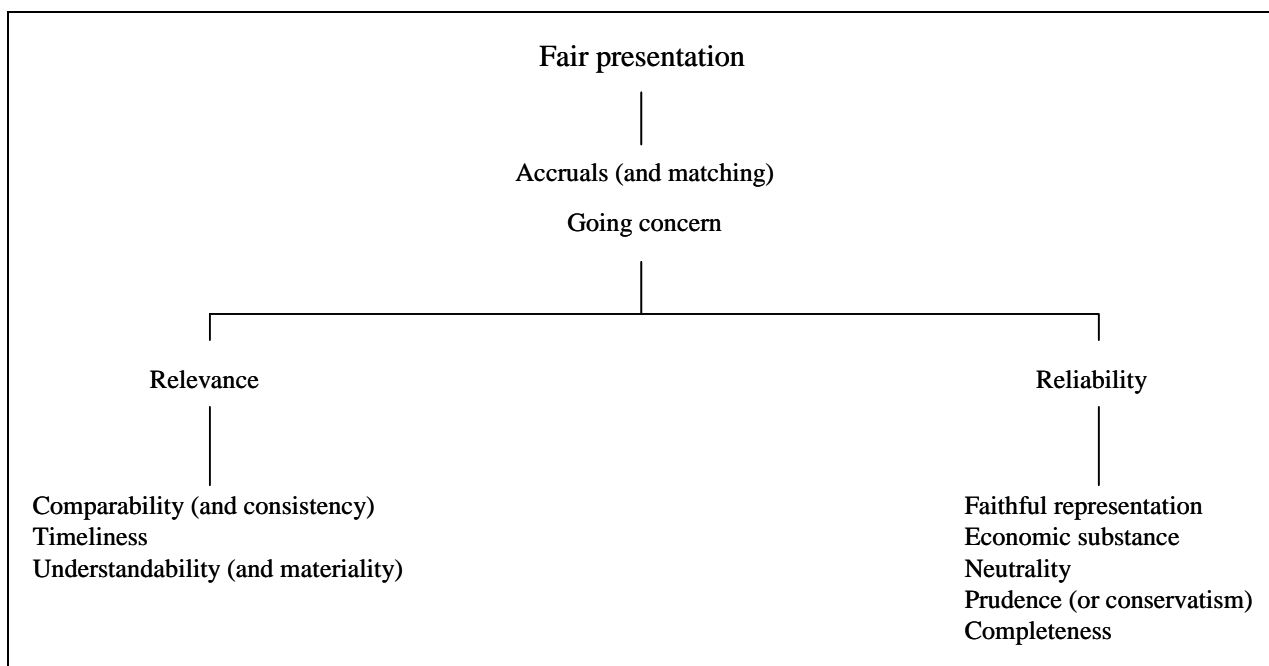 Fair presentation
Accruals (and matching)
Going concern
Relevance
Reliability
Comparability (and consistency)
Timeliness
Understandability (and materiality)
Faithful representation
Economic substance
Neutrality
Prudence (or conservatism)
Completeness